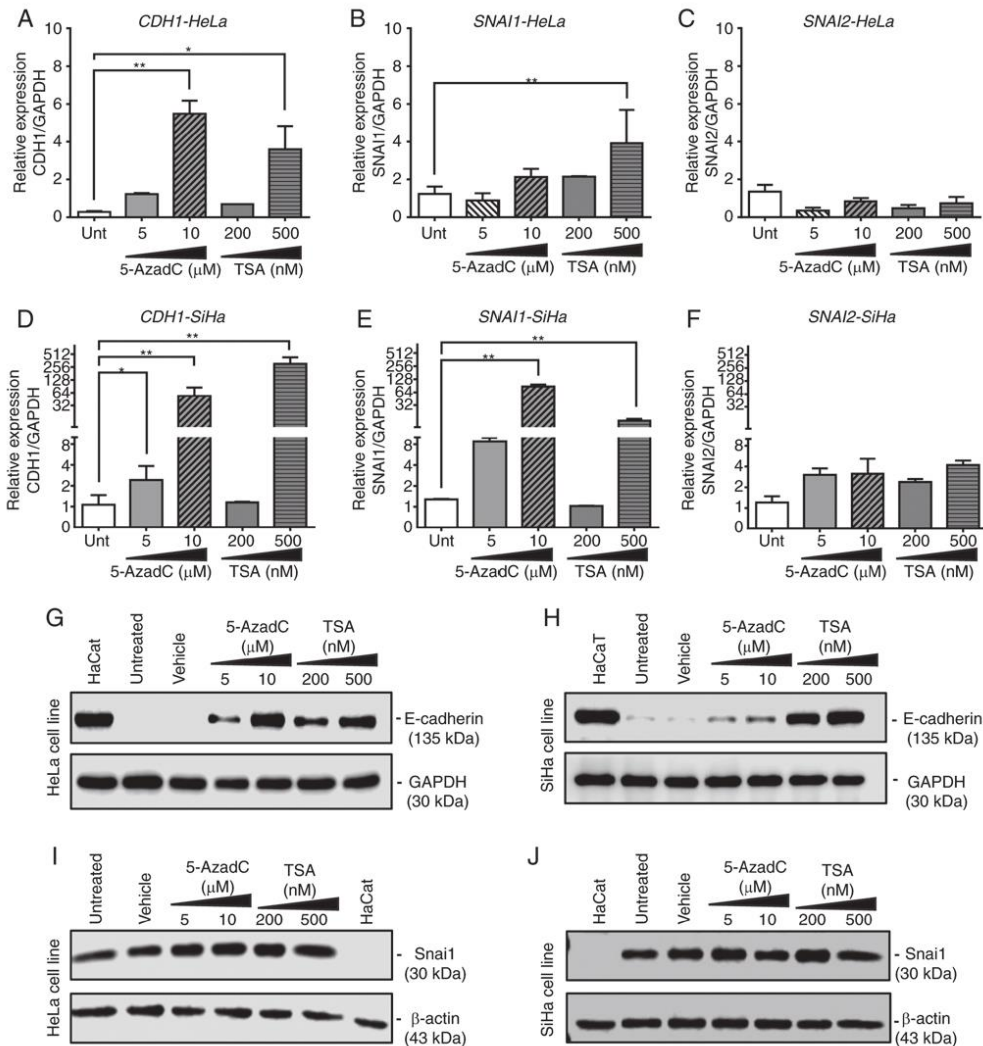 A
CDH1-HeLa
Relative expression
CDH1/GAPDH
10
8
6
4
2
0
*
**
Unt 5 10 200 500
5-AzadC (μM) TSA (nM)
B
SNAI1-HeLa
Relative expression
SNAI1/GAPDH
10
8
6
4
2
0
**
Unt 5 10 200 500
5-AzadC (μM) TSA (nM)
C
SNAI2-HeLa
Relative expression
SNAI2/GAPDH
10
8
6
4
2
0
Unt 5 10 200 500
5-AzadC (μM) TSA (nM)
D
CDH1-SiHa
Relative expression
CDH1/GAPDH
512
256
128
64
32
8
4
2
1
0
**
**
*
Unt 5 10 200 500
5-AzadC (μM) TSA (nM)
E
SNAI1-SiHa
Relative expression
SNAI1/GAPDH
512
256
128
64
32
8
4
2
1
0
**
**
Unt 5 10 200 500
5-AzadC (μM) TSA (nM)
F
SNAI2-SiHa
Relative expression
SNAI2/GAPDH
512
256
128
64
32
8
4
2
1
0
Unt 5 10 200 500
5-AzadC (μM) TSA (nM)
G
HaCat
Untreated
Vehicle
5-AzadC
(μM)
TSA
(nM)
5 10 200 500
HeLa cell line
- E-cadherin
(135 kDa)
- GAPDH
(30 kDa)
H
HaCaT
Untreated
Vehicle
5-AzadC
(μM)
TSA
(nM)
5 10 200 500
SiHa cell line
- E-cadherin
(135 kDa)
- GAPDH
(30 kDa)
I
Untreated
Vehicle
5-AzadC
(μM)
TSA
(nM)
5 10 200 500
HaCat
HeLa cell line
- Snai1
(30 kDa)
- β-actin
(43 kDa)
J
HaCat
Untreated
Vehicle
5-AzadC
(μM)
TSA
(nM)
5 10 200 500
SiHa cell line
- Snai1
(30 kDa)
- β-actin
(43 kDa)